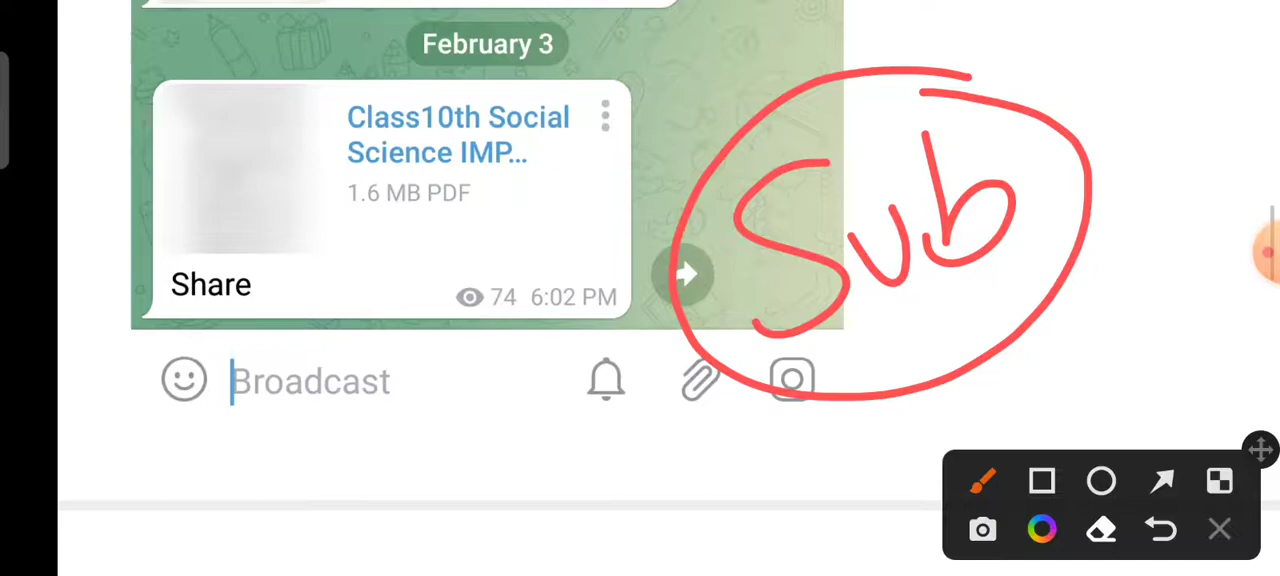 February 3
Class10th Social
Science IMP...
1.6 MB PDF
Share
74 6:02 PM
Sub
Broadcast